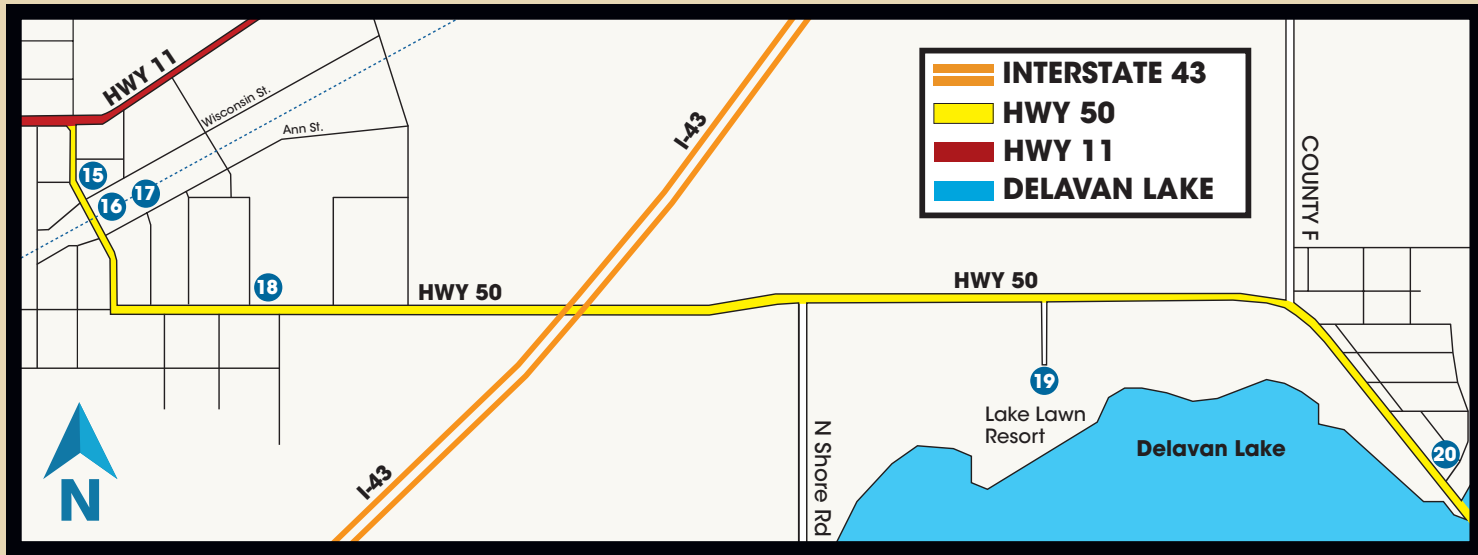 HWY 11
Wisconsin St.
Ann St.
I-43
INTERSTATE 43
HWY 50
HWY 11
DELAVAN LAKE
COUNTY F
15
16
17
18
HWY 50
HWY 50
19
Lake Lawn
Resort
Delavan Lake
N Shore Rd
20
I-43
N